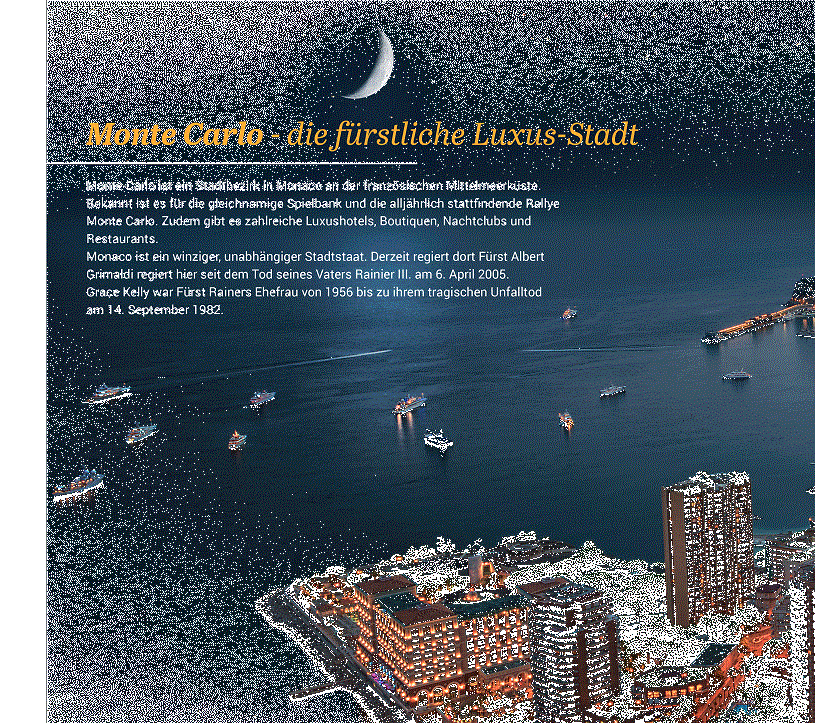 Monte Carlo - die fürstliche Luxus-Stadt
Monte Carlo ist ein Stadtbezirk in Monaco an der französischen Mittelmeerküste.
Bekannt ist es für die gleichnamige Spielbank und die alljährlich stattfindende Rallye
Monte Carlo. Zudem gibt es zahlreiche Luxushotels, Boutiquen, Nachtclubs und
Restaurants.
Monaco ist ein winziger, unabhängiger Stadtstaat. Derzeit regiert dort Fürst Albert
Grimaldi regiert hier seit dem Tod seines Vaters Rainier III. am 6. April 2005.
Grace Kelly war Fürst Rainers Ehefrau von 1956 bis zu ihrem tragischen Unfalltod
am 14. September 1982.